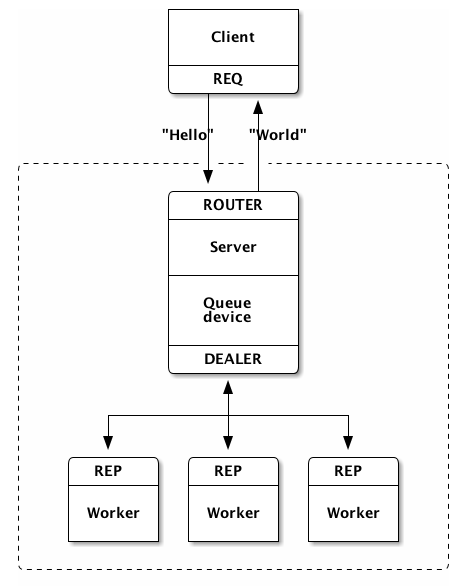 Client
REQ
"Hello" "World"
ROUTER
Server
Queue
device
DEALER
REP REP REP
Worker Worker Worker